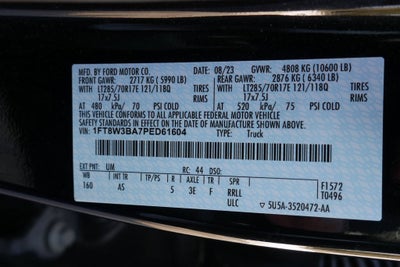 MFD. BY FORD MOTOR CO.
DATE: 08/23 GVWR: 4808 KG (10600 LB)
FRONT GAWR: 2717 KG ( 5990 LB) REAR GAWR: 2876 KG ( 6340 LB)
WITH LT285/70R17E 121/118Q TIRES WITH LT285/70R17E 121/118Q TIRES
17x7.5J RIMS 17x7.5J RIMS
AT 480 kPa/ 70 PSI COLD AT 520 kPa/ 75 PSI COLD
THIS VEHICLE CONFORMS TO ALL APPLICABLE FEDERAL MOTOR VEHICLE
SAFETY STANDARDS IN EFFECT ON THE DATE OF MANUFACTURE SHOWN ABOVE.
VIN: 1FT8W3BA7PED61604 TYPE: Truck
EXT PNT: UM RC: 44 DSO:
WB INT TR TP/PS R AXLE TR SPR
160 AS 5 3E F RRLL
ULC
F1572
T0496
5U5A-3520472-AA